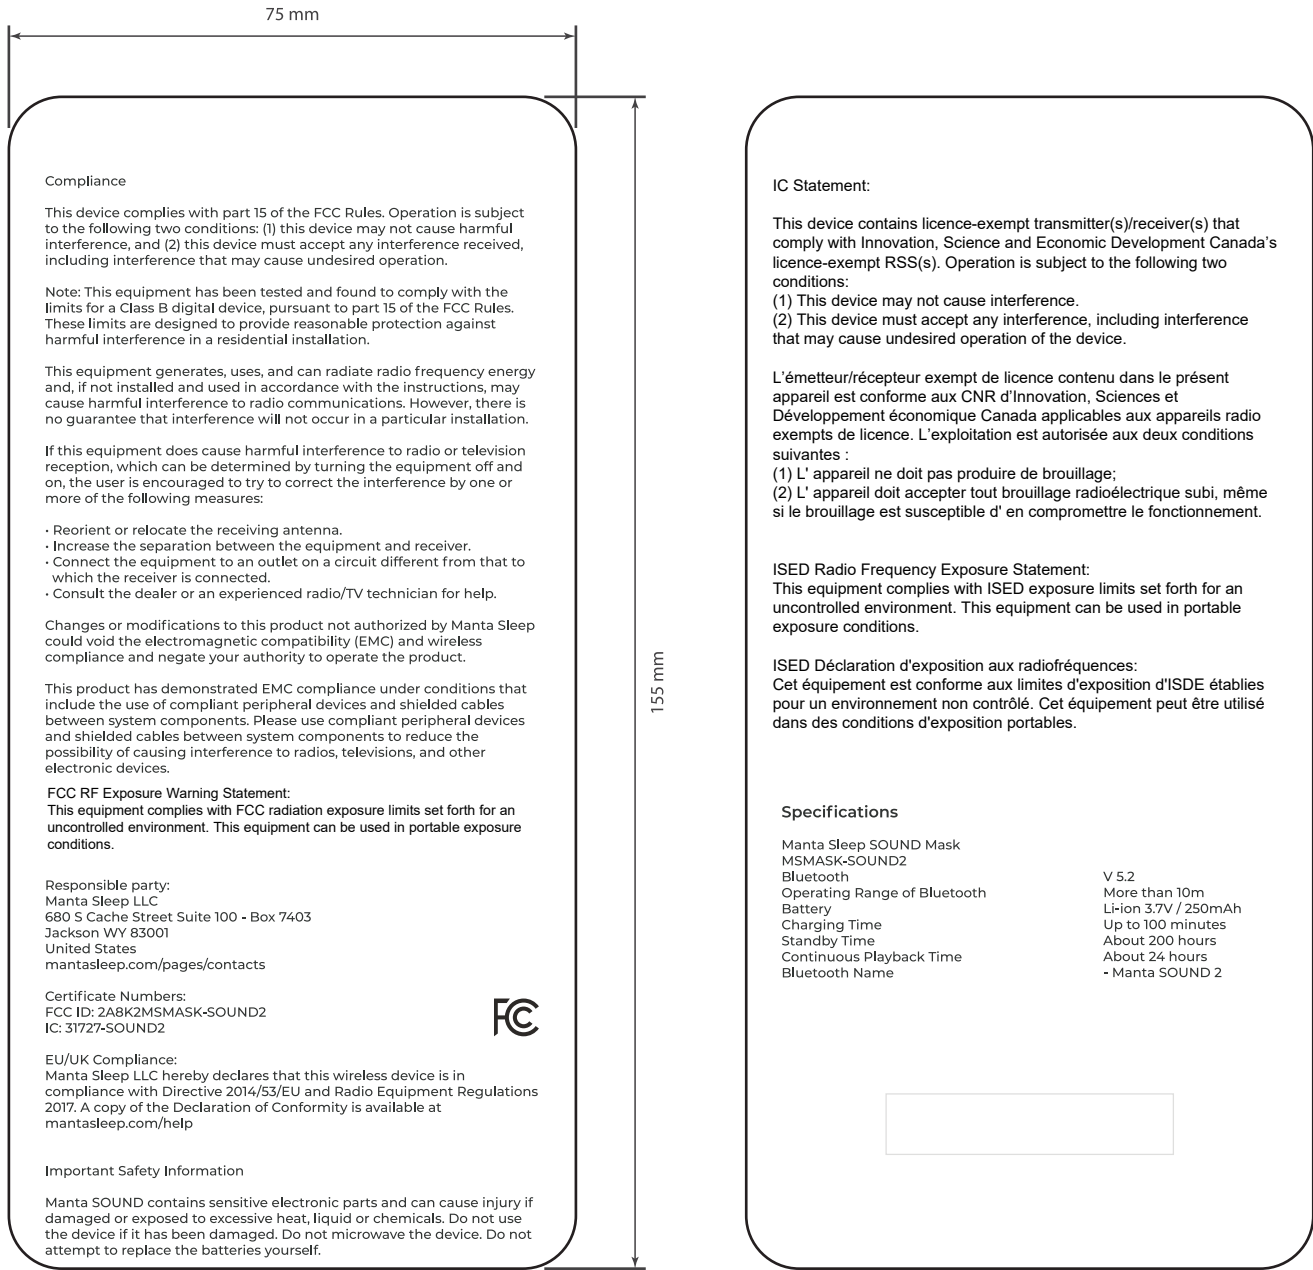 75 mm
Compliance
This device complies with part 15 of the FCC Rules. Operation is subject
to the following two conditions: (1) this device may not cause harmful
interference, and (2) this device must accept any interference received,
including interference that may cause undesired operation.
Note: This equipment has been tested and found to comply with the
limits for a Class B digital device, pursuant to part 15 of the FCC Rules.
These limits are designed to provide reasonable protection against
harmful interference in a residential installation.
This equipment generates, uses, and can radiate radio frequency energy
and, if not installed and used in accordance with the instructions, may
cause harmful interference to radio communications. However, there is
no guarantee that interference will not occur in a particular installation.
If this equipment does cause harmful interference to radio or television
reception, which can be determined by turning the equipment off and
on, the user is encouraged to try to correct the interference by one or
more of the following measures:
• Reorient or relocate the receiving antenna.
• Increase the separation between the equipment and receiver.
• Connect the equipment to an outlet on a circuit different from that to
which the receiver is connected.
• Consult the dealer or an experienced radio/TV technician for help.
Changes or modifications to this product not authorized by Manta Sleep
could void the electromagnetic compatibility (EMC) and wireless
compliance and negate your authority to operate the product.
This product has demonstrated EMC compliance under conditions that
include the use of compliant peripheral devices and shielded cables
between system components. Please use compliant peripheral devices
and shielded cables between system components to reduce the
possibility of causing interference to radios, televisions, and other
electronic devices.
FCC RF Exposure Warning Statement:
This equipment complies with FCC radiation exposure limits set forth for an
uncontrolled environment. This equipment can be used in portable exposure
conditions.
Responsible party:
Manta Sleep LLC
680 S Cache Street Suite 100 - Box 7403
Jackson WY 83001
United States
mantasleep.com/pages/contacts
Certificate Numbers:
FCC ID: 2A8K2MSMASK-SOUND2
IC: 31727-SOUND2
FC
EU/UK Compliance:
Manta Sleep LLC hereby declares that this wireless device is in
compliance with Directive 2014/53/EU and Radio Equipment Regulations
2017. A copy of the Declaration of Conformity is available at
mantasleep.com/help
Important Safety Information
Manta SOUND contains sensitive electronic parts and can cause injury if
damaged or exposed to excessive heat, liquid or chemicals. Do not use
the device if it has been damaged. Do not microwave the device. Do not
attempt to replace the batteries yourself.
155 mm
IC Statement:
This device contains licence-exempt transmitter(s)/receiver(s) that
comply with Innovation, Science and Economic Development Canada's
licence-exempt RSS(s). Operation is subject to the following two
conditions:
(1) This device may not cause interference.
(2) This device must accept any interference, including interference
that may cause undesired operation of the device.
L'émetteur/récepteur exempt de licence contenu dans le présent
appareil est conforme aux CNR d'Innovation, Sciences et
Développement économique Canada applicables aux appareils radio
exempts de licence. L'exploitation est autorisée aux deux conditions
suivantes :
(1) L' appareil ne doit pas produire de brouillage;
(2) L' appareil doit accepter tout brouillage radioélectrique subi, même
si le brouillage est susceptible d' en compromettre le fonctionnement.
ISED Radio Frequency Exposure Statement:
This equipment complies with ISED exposure limits set forth for an
uncontrolled environment. This equipment can be used in portable
exposure conditions.
ISED Déclaration d'exposition aux radiofréquences:
Cet équipement est conforme aux limites d'exposition d'ISDE établies
pour un environnement non contrôlé. Cet équipement peut être utilisé
dans des conditions d'exposition portables.
Specifications
Manta Sleep SOUND Mask
MSMASK-SOUND2
Bluetooth V 5.2
Operating Range of Bluetooth More than 10m
Battery Li-ion 3.7V / 250mAh
Charging Time Up to 100 minutes
Standby Time About 200 hours
Continuous Playback Time About 24 hours
Bluetooth Name - Manta SOUND 2